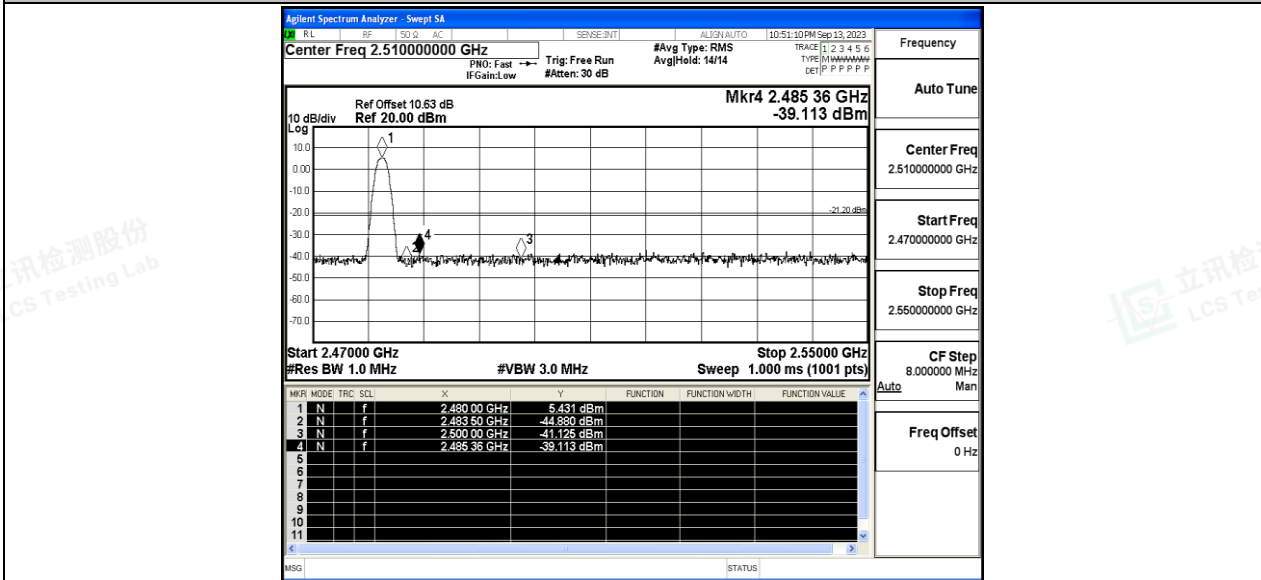 Agilent Spectrum Analyzer - Swept SA
RL RF 50 Ω AC SENSE:INT ALIGN AUTO 10:51:10 PM Sep 13, 2023
Center Freq 2.510000000 GHz
PNO: Fast
IFGain:Low
Trig: Free Run
#Atten: 30 dB
#Avg Type: RMS
Avg|Hold: 14/14
TRACE 1 2 3 4 5 6
TYPE M WWWWW
DET P P P P P P
Frequency
Auto Tune
Center Freq
2.510000000 GHz
Start Freq
2.470000000 GHz
Stop Freq
2.550000000 GHz
CF Step
8.000000 MHz
Auto Man
Freq Offset
0 Hz
Mkr4 2.485 36 GHz
-39.113 dBm
Ref Offset 10.63 dB
10 dB/div Ref 20.00 dBm
Log
10.0
0.00
-10.0
-20.0
-30.0
-40.0
-50.0
-60.0
-70.0
1
2
4
3
-21.20 dBm
Start 2.47000 GHz Stop 2.55000 GHz
#Res BW 1.0 MHz #VBW 3.0 MHz Sweep 1.000 ms (1001 pts)
MKR MODE TRC SCL X Y FUNCTION FUNCTION WIDTH FUNCTION VALUE
1 N f 2.480 00 GHz 5.431 dBm
2 N f 2.483 50 GHz -44.880 dBm
3 N f 2.500 00 GHz -41.125 dBm
4 N f 2.485 36 GHz -39.113 dBm
5
6
7
8
9
10
11
MSG STATUS
立讯检测股份
LCS Testing Lab
LCS
立讯检
LCS Tes